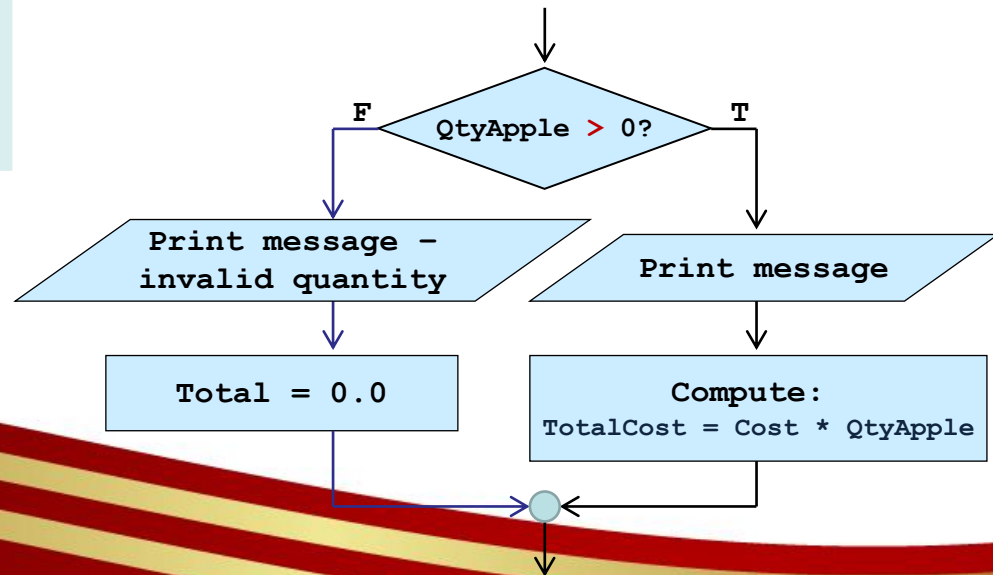 QtyApple > 0?
F
T
Print message –
invalid quantity
Print message
Total = 0.0
Compute:
TotalCost = Cost * QtyApple